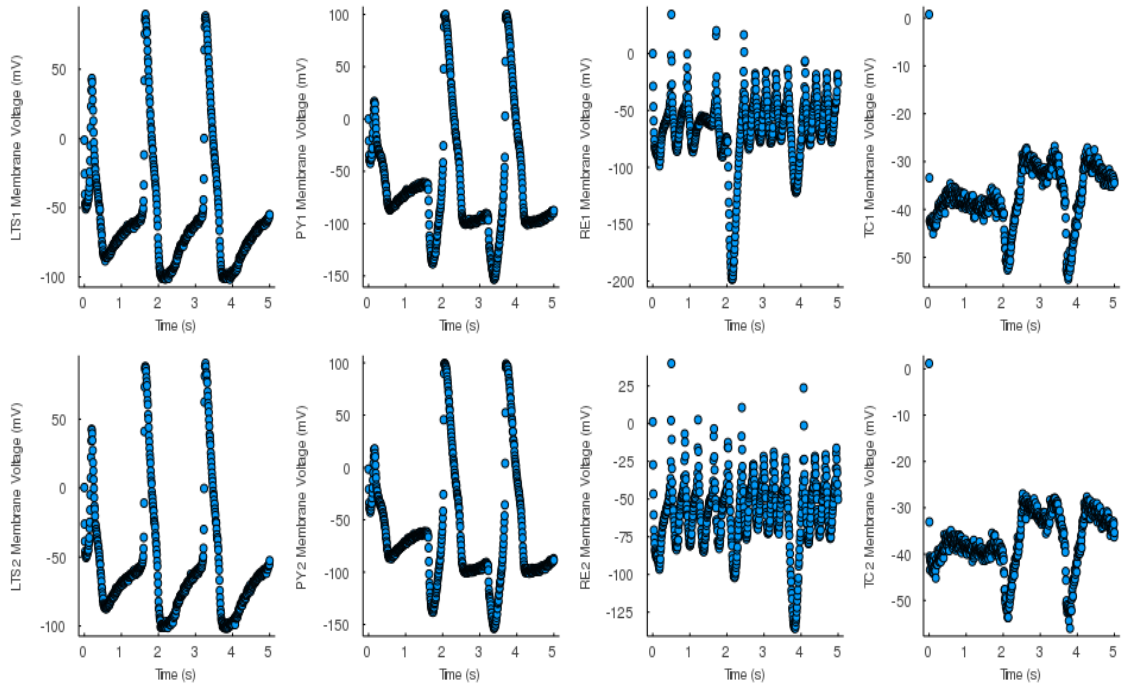 LTS1 Membrane Voltage (mV)
50
0
-50
-100
0 1 2 3 4 5
Time (s)
PY1 Membrane Voltage (mV)
100
50
0
-50
-100
-150
0 1 2 3 4 5
Time (s)
RE1 Membrane Voltage (mV)
0
-50
-100
-150
-200
0 1 2 3 4 5
Time (s)
TC1 Membrane Voltage (mV)
0
-10
-20
-30
-40
-50
0 1 2 3 4 5
Time (s)
LTS2 Membrane Voltage (mV)
50
0
-50
-100
0 1 2 3 4 5
Time (s)
PY2 Membrane Voltage (mV)
100
50
0
-50
-100
-150
0 1 2 3 4 5
Time (s)
RE2 Membrane Voltage (mV)
25
0
-25
-50
-75
-100
-125
0 1 2 3 4 5
Time (s)
TC2 Membrane Voltage (mV)
0
-10
-20
-30
-40
-50
0 1 2 3 4 5
Time (s)